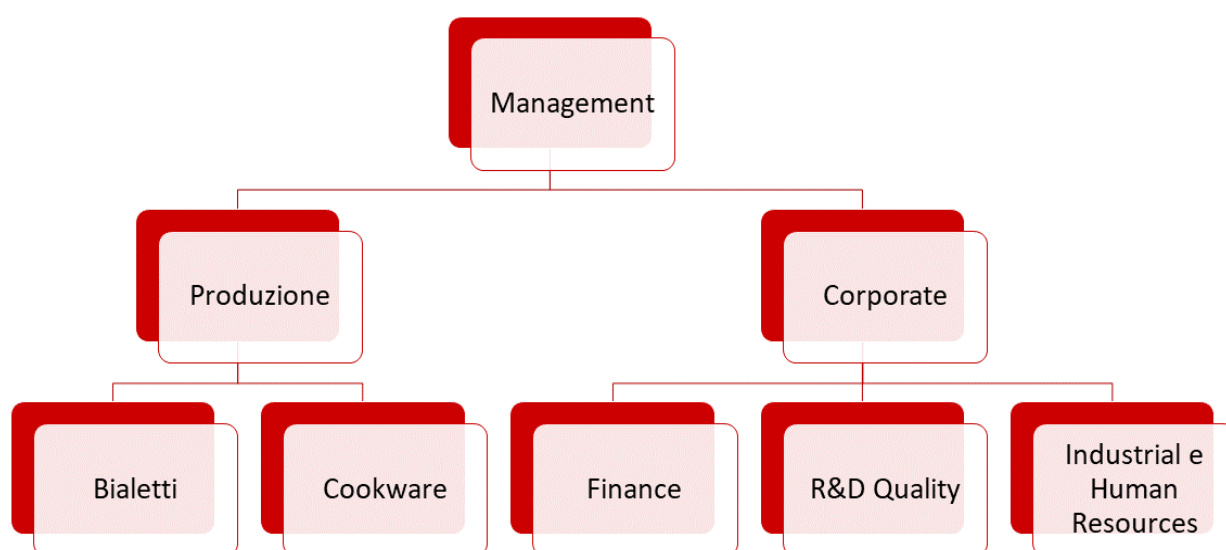 Management
Produzione
Corporate
Bialetti
Cookware
Finance
R&D Quality
Industrial e
Human
Resources